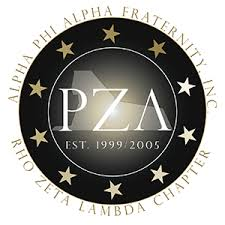 ALPHA PHI ALPHA FRATERNITY, INC.
PZΛ
EST. 1999/2005
RHO ZETA LAMBDA CHAPTER